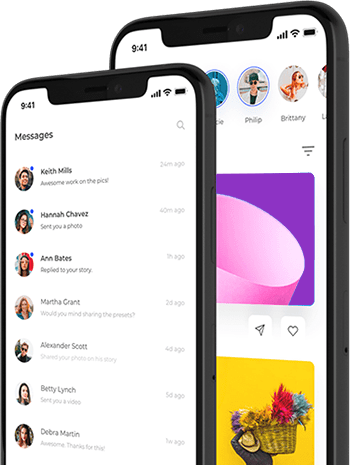 9:41
Messages
Keith Mills
24m ago
Awesome work on the pics!
Hannah Chavez
40m ago
Sent you a photo
Ann Bates
1h ago
Replied to your story.
Martha Grant
2d ago
Would you mind sharing the presets?
Alexander Scott
4d ago
Shared your photo on his story
Betty Lynch
5d ago
Sent you a video
Debra Martin
1w ago
Awesome. Thanks for this!
9:41
cie
Philip
Brittany
L